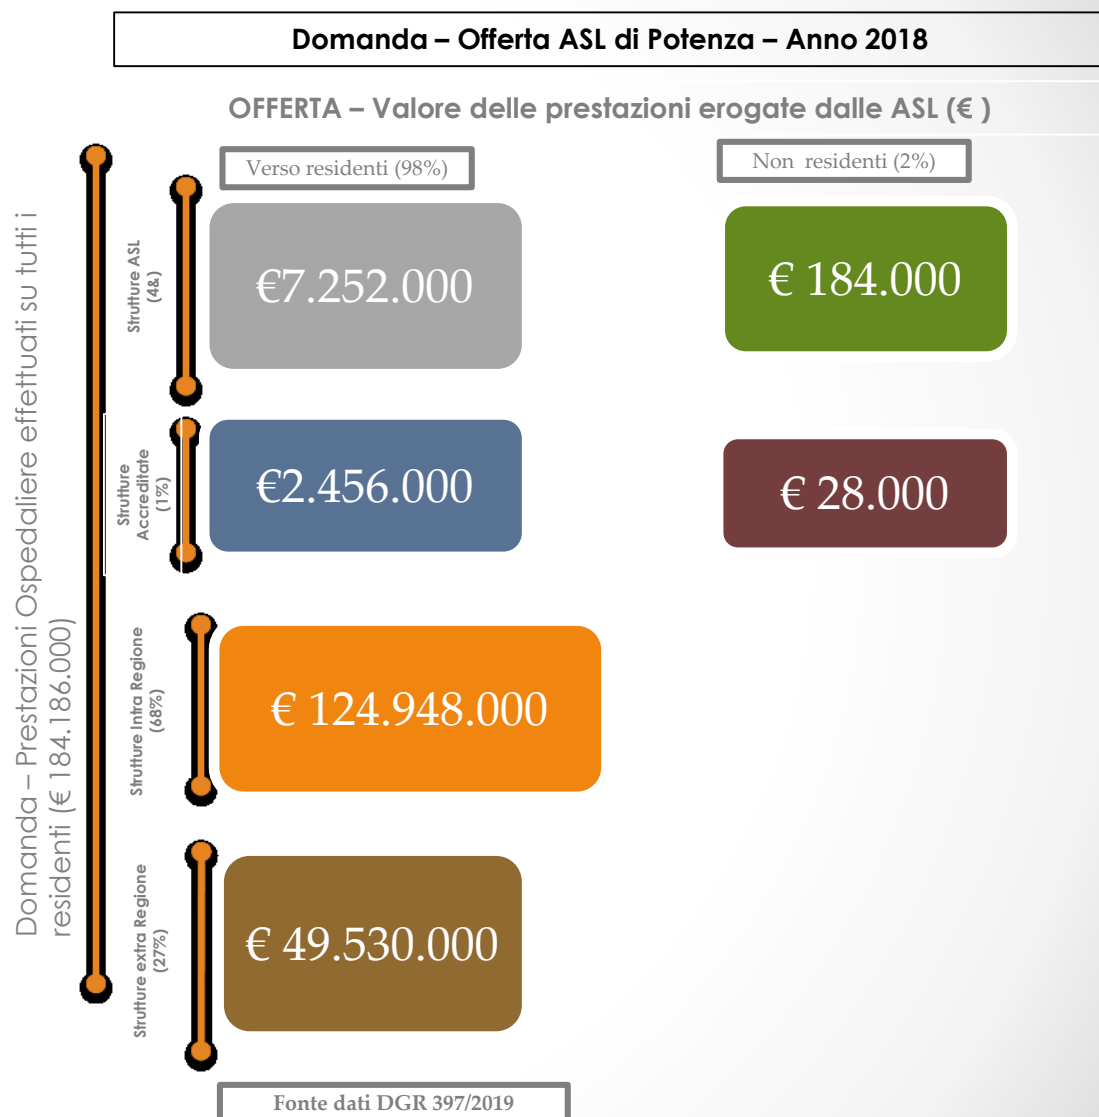 Domanda – Offerta ASL di Potenza – Anno 2018
OFFERTA – Valore delle prestazioni erogate dalle ASL (€ )
Verso residenti (98%)
Non residenti (2%)
Domanda – Prestazioni Ospedaliere effettuati su tutti i
residenti (€ 184.186.000)
Strutture ASL
(4&)
€7.252.000
€ 184.000
Strutture
Accreditate
(1%)
€2.456.000
€ 28.000
Strutture Intra Regione
(68%)
€ 124.948.000
Strutture extra Regione
(27%)
€ 49.530.000
Fonte dati DGR 397/2019